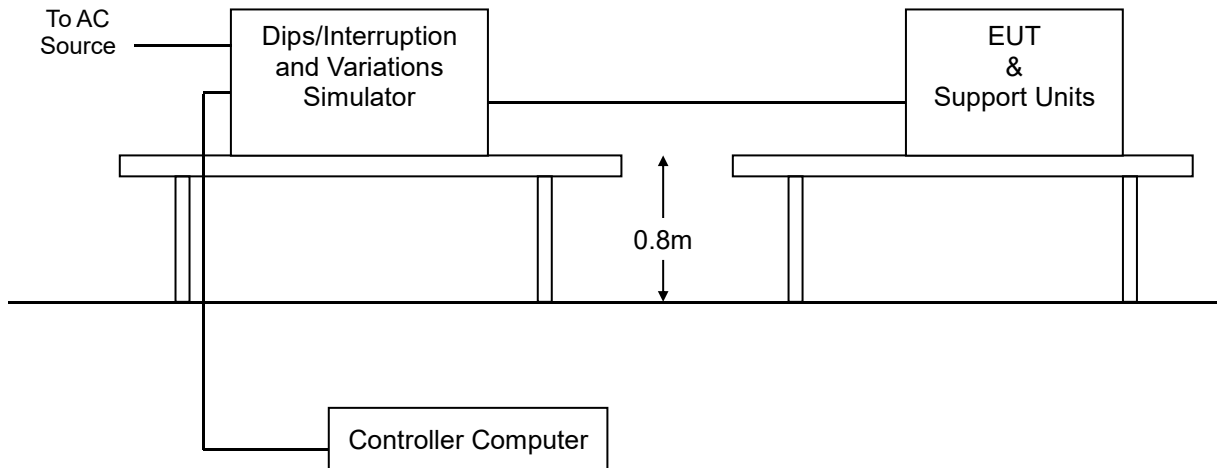 To AC
Source
Dips/Interruption
and Variations
Simulator
EUT
&
Support Units
0.8m
Controller Computer